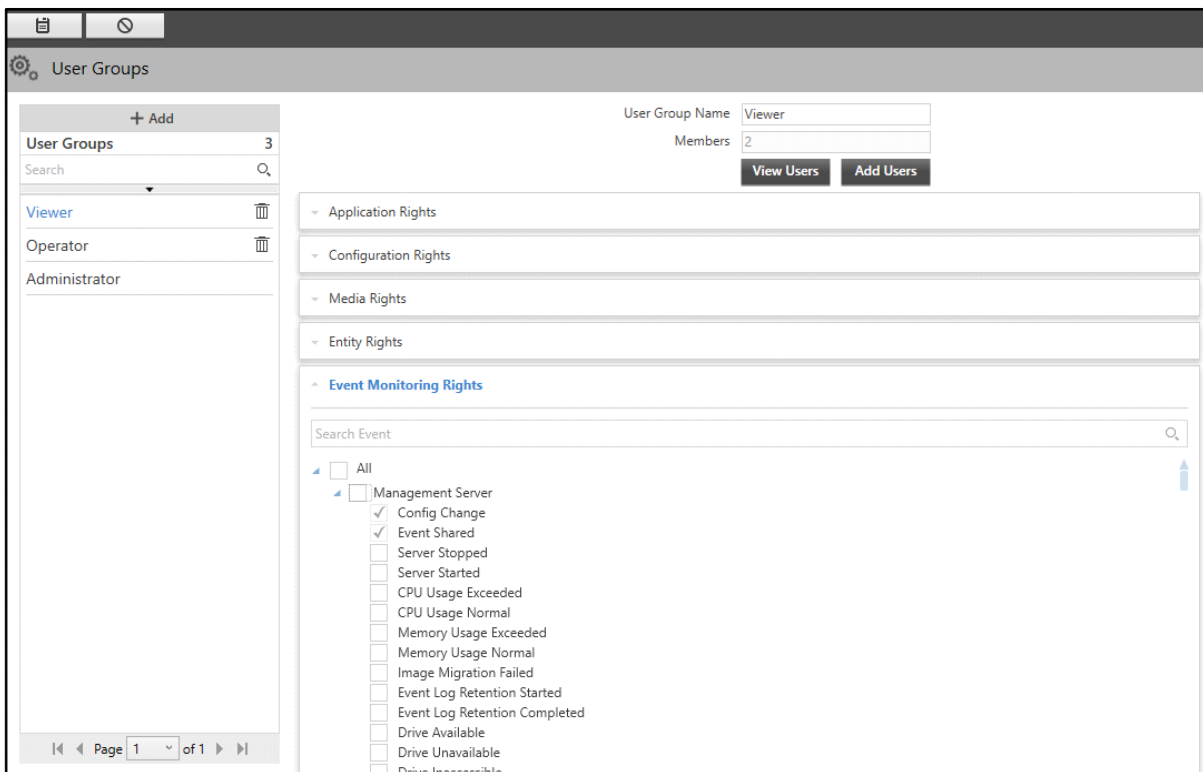 User Groups
+ Add
User Groups 3
Search
Viewer
Operator
Administrator
Page 1 of 1
User Group Name Viewer
Members 2
View Users Add Users
Application Rights
Configuration Rights
Media Rights
Entity Rights
Event Monitoring Rights
Search Event
All
Management Server
Config Change
Event Shared
Server Stopped
Server Started
CPU Usage Exceeded
CPU Usage Normal
Memory Usage Exceeded
Memory Usage Normal
Image Migration Failed
Event Log Retention Started
Event Log Retention Completed
Drive Available
Drive Unavailable
Drive Inaccessible